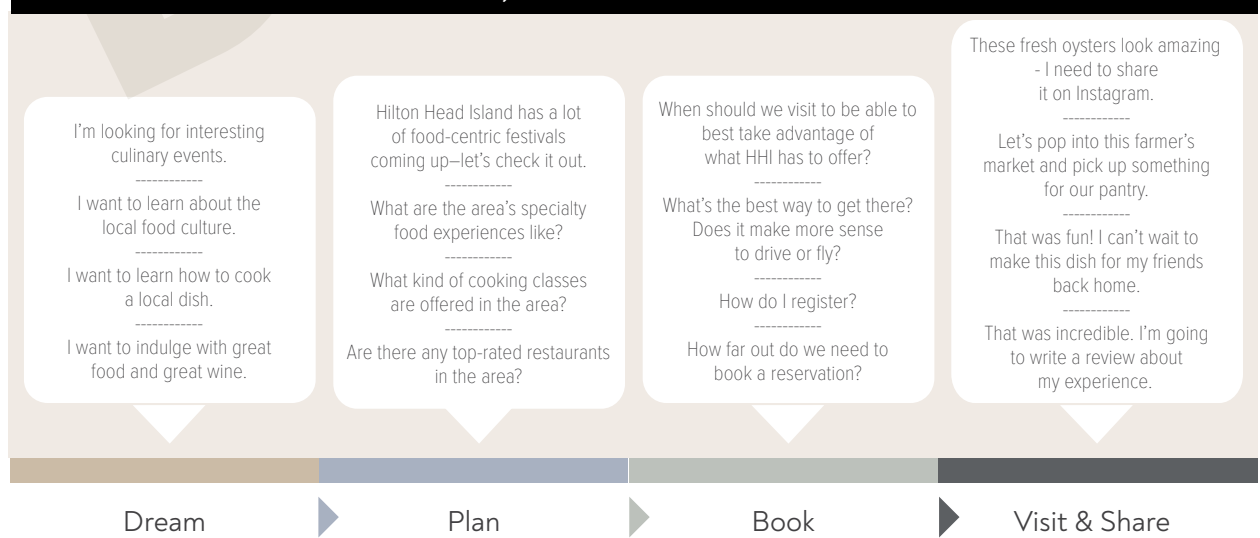 I'm looking for interesting
culinary events.
------------
I want to learn about the
local food culture.
------------
I want to learn how to cook
a local dish.
------------
I want to indulge with great
food and great wine.
Hilton Head Island has a lot
of food-centric festivals
coming up—let's check it out.
------------
What are the area's specialty
food experiences like?
------------
What kind of cooking classes
are offered in the area?
------------
Are there any top-rated restaurants
in the area?
When should we visit to be able to
best take advantage of
what HHI has to offer?
------------
What's the best way to get there?
Does it make more sense
to drive or fly?
------------
How do I register?
------------
How far out do we need to
book a reservation?
These fresh oysters look amazing
- I need to share
it on Instagram.
------------
Let's pop into this farmer's
market and pick up something
for our pantry.
------------
That was fun! I can't wait to
make this dish for my friends
back home.
------------
That was incredible. I'm going
to write a review about
my experience.
Dream
Plan
Book
Visit & Share